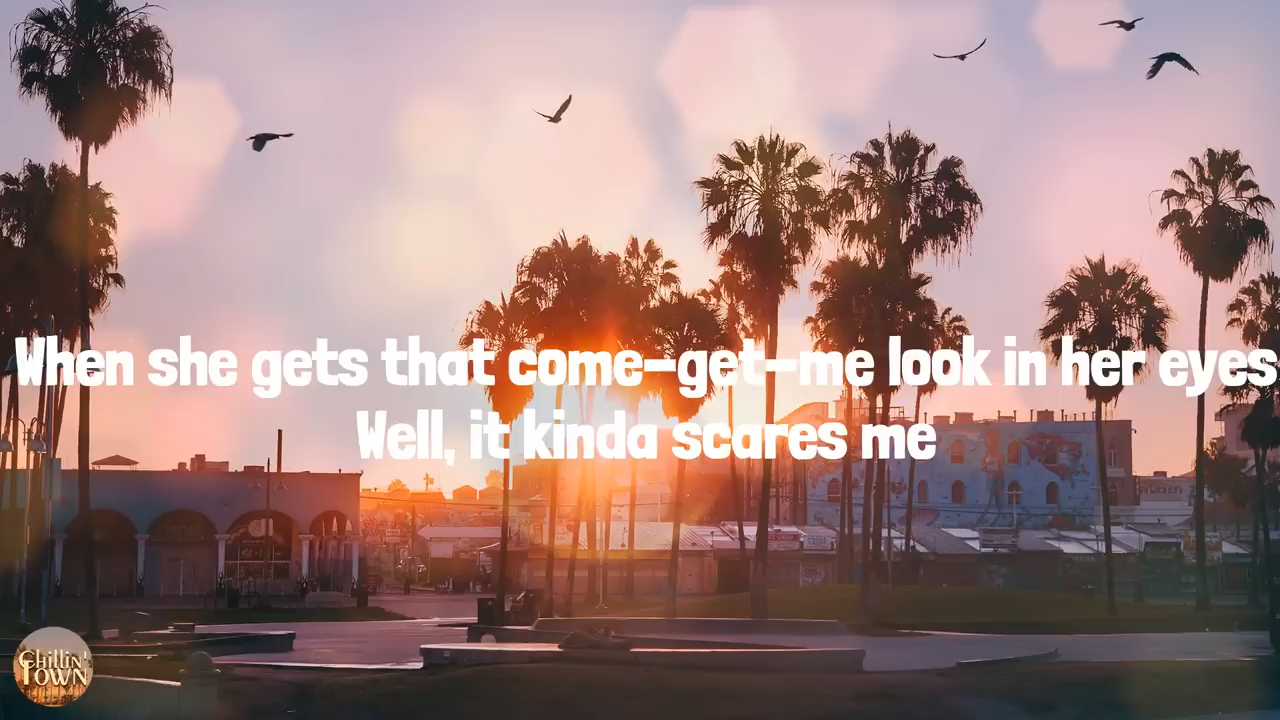 When she gets that come-get-me look in her eyes
Well, it kinda scares me
Chillin'
Town